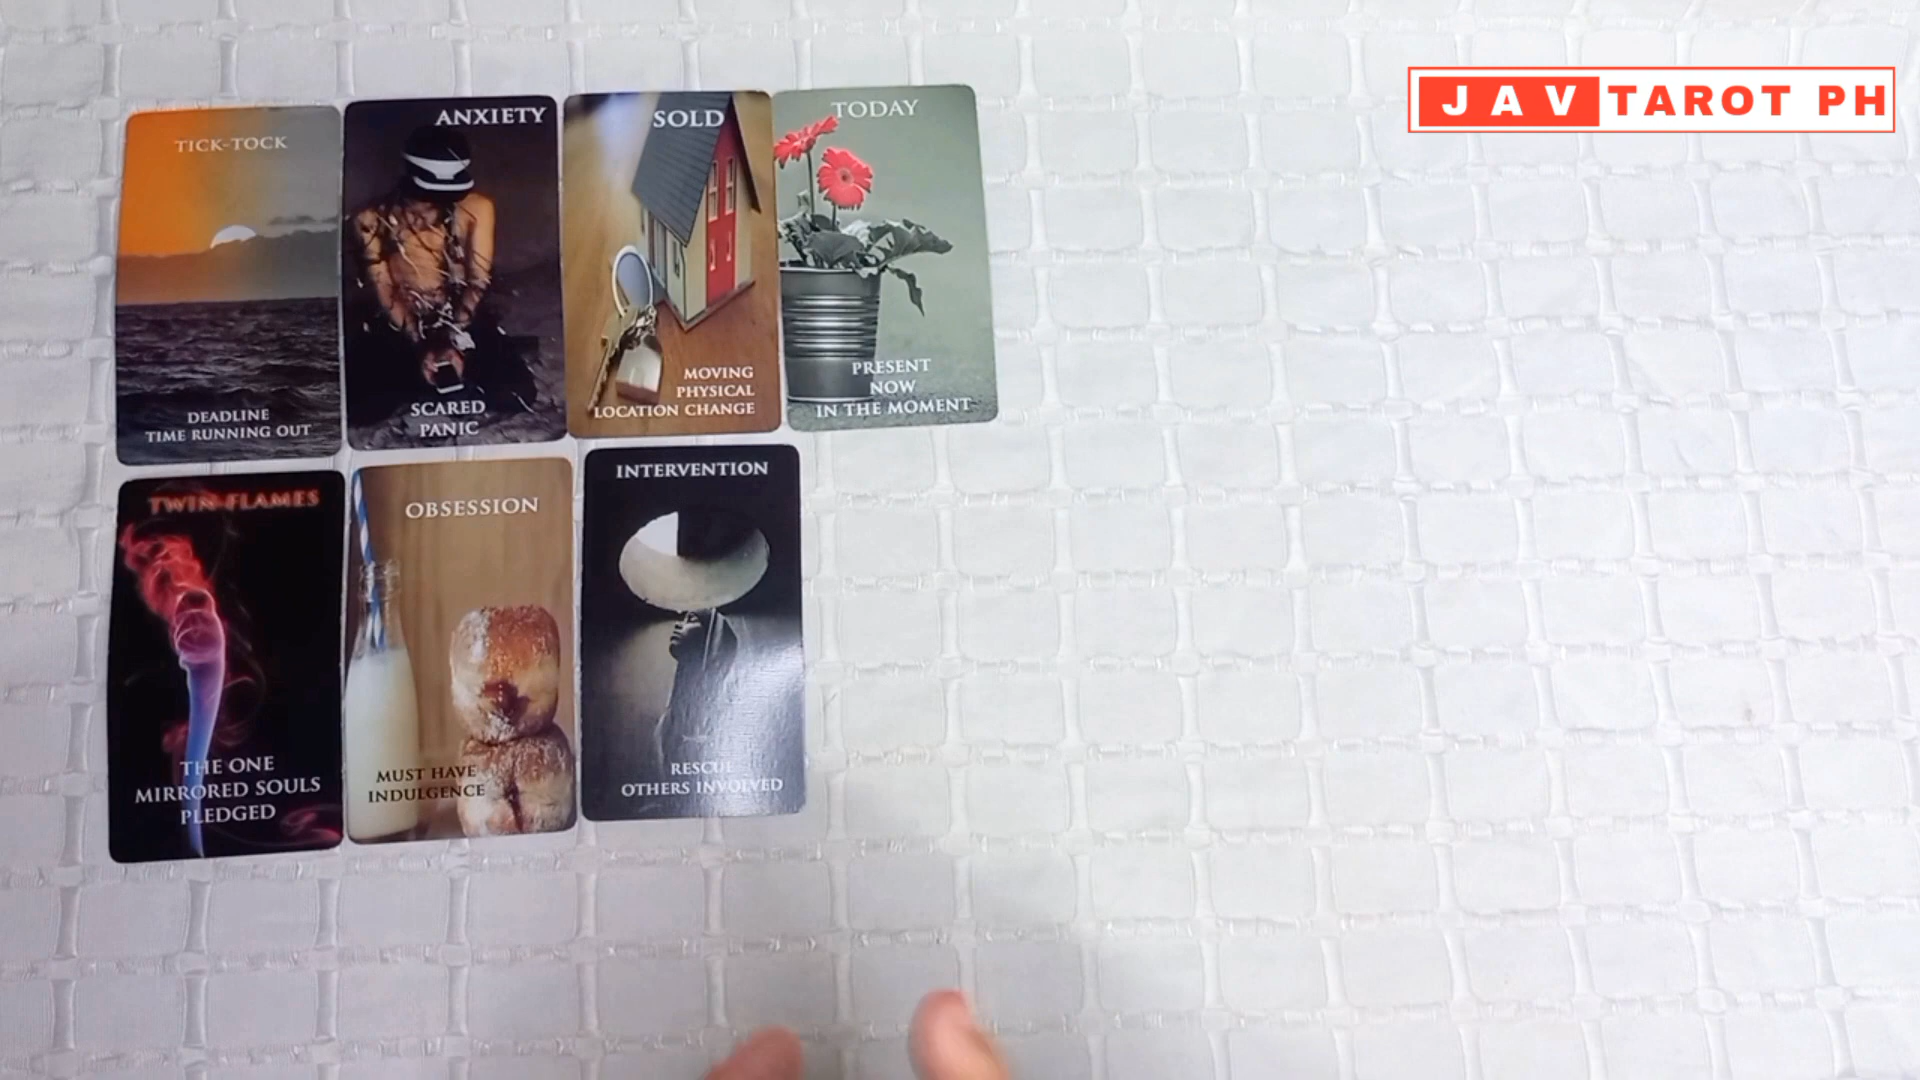 JAV TAROT PH
TICK-TOCK
DEADLINE
TIME RUNNING OUT
ANXIETY
SCARED
PANIC
SOLD
MOVING
PHYSICAL
LOCATION CHANGE
TODAY
PRESENT
NOW
IN THE MOMENT
TWIN FLAMES
THE ONE
MIRRORED SOULS
PLEDGED
OBSESSION
MUST HAVE
INDULGENCE
INTERVENTION
RESCUE
OTHERS INVOLVED